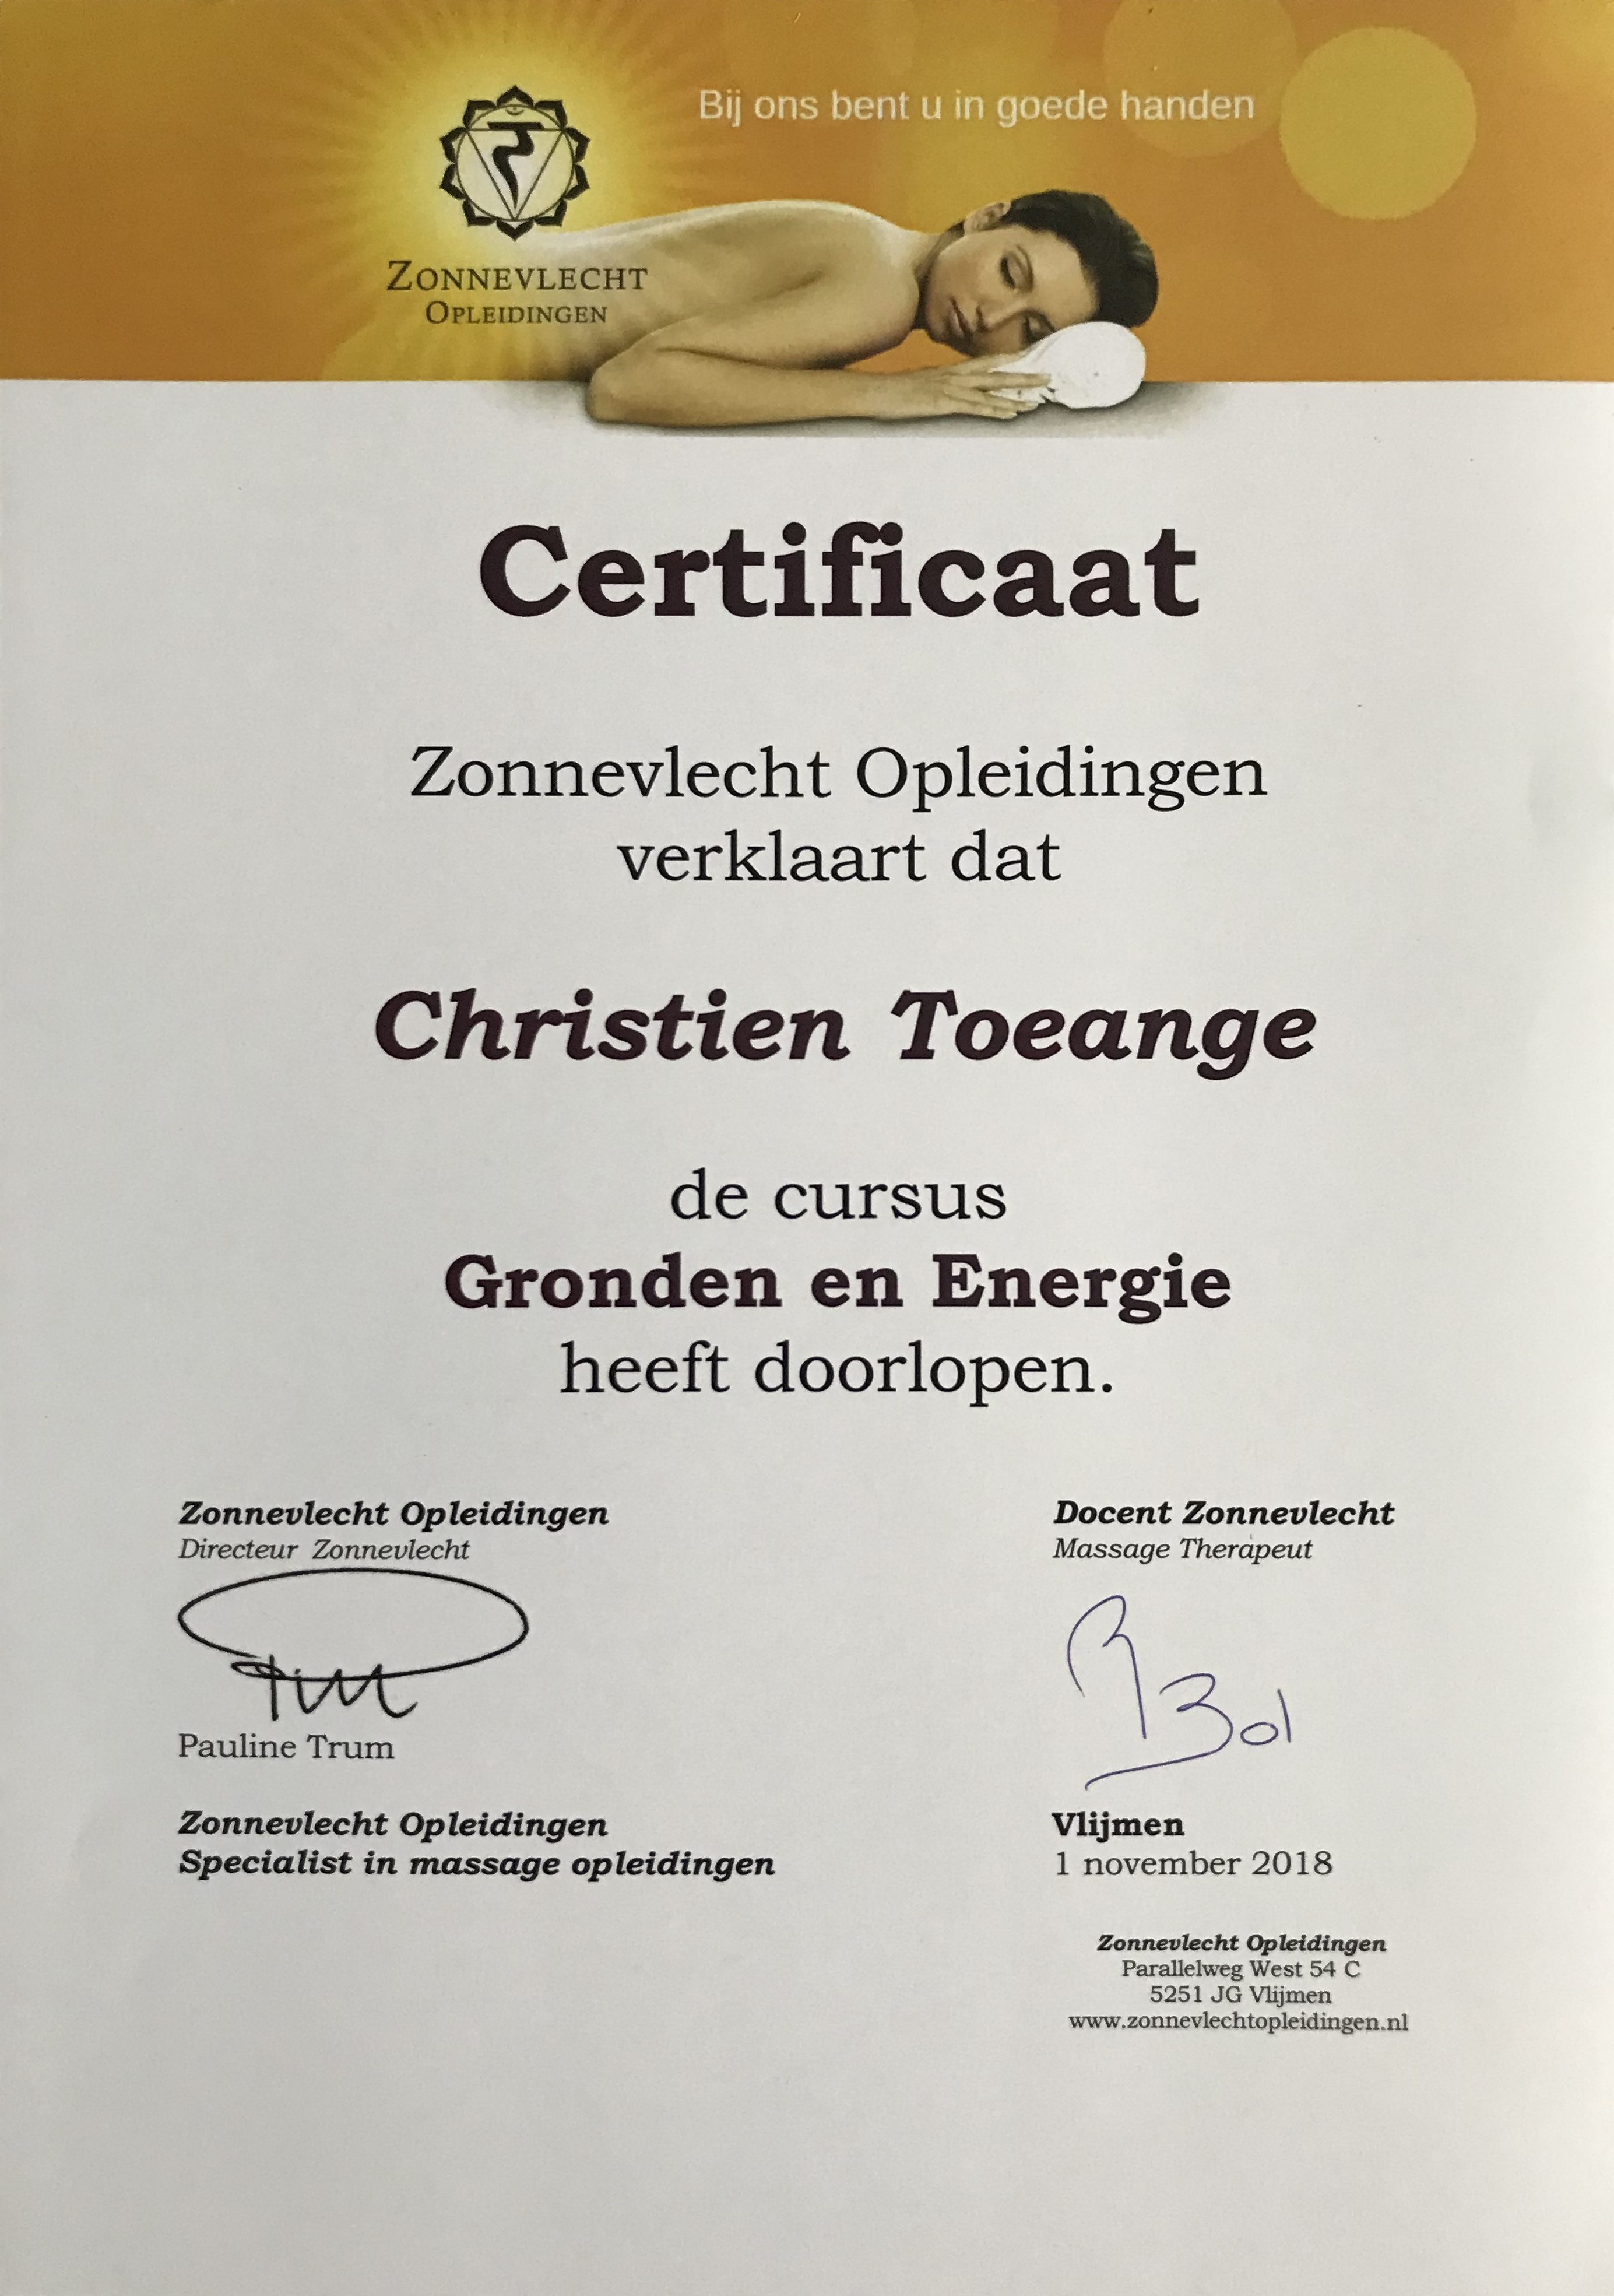 Bij ons bent u in goede handen
ZONNEVLECHT
OPLEIDINGEN
Certificaat
Zonnevlecht Opleidingen
verklaart dat
Christien Toeange
de cursus
Gronden en Energie
heeft doorlopen.
Zonnevlecht Opleidingen
Directeur Zonnevlecht
Pauline Trum
Zonnevlecht Opleidingen
Specialist in massage opleidingen
Docent Zonnevlecht
Massage Therapeut
Bol
Vlijmen
1 november 2018
Zonnevlecht Opleidingen
Parallelweg West 54 C
5251 JG Vlijmen
www.zonnevlechtopleidingen.nl